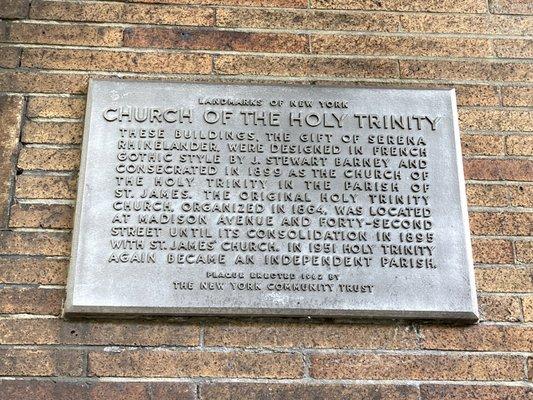 LANDMARKS OF NEW YORK
CHURCH OF THE HOLY TRINITY
THESE BUILDINGS, THE GIFT OF SERENA
RHINELANDER, WERE DESIGNED IN FRENCH
GOTHIC STYLE BY J. STEWART BARNEY AND
CONSECRATED IN 1899 AS THE CHURCH OF
THE HOLY TRINITY IN THE PARISH OF
ST. JAMES. THE ORIGINAL HOLY TRINITY
CHURCH, ORGANIZED IN 1864, WAS LOCATED
AT MADISON AVENUE AND FORTY-SECOND
STREET UNTIL ITS CONSOLIDATION IN 1895
WITH ST. JAMES' CHURCH. IN 1951 HOLY TRINITY
AGAIN BECAME AN INDEPENDENT PARISH.
PLAQUE ERECTED 1962 BY
THE NEW YORK COMMUNITY TRUST